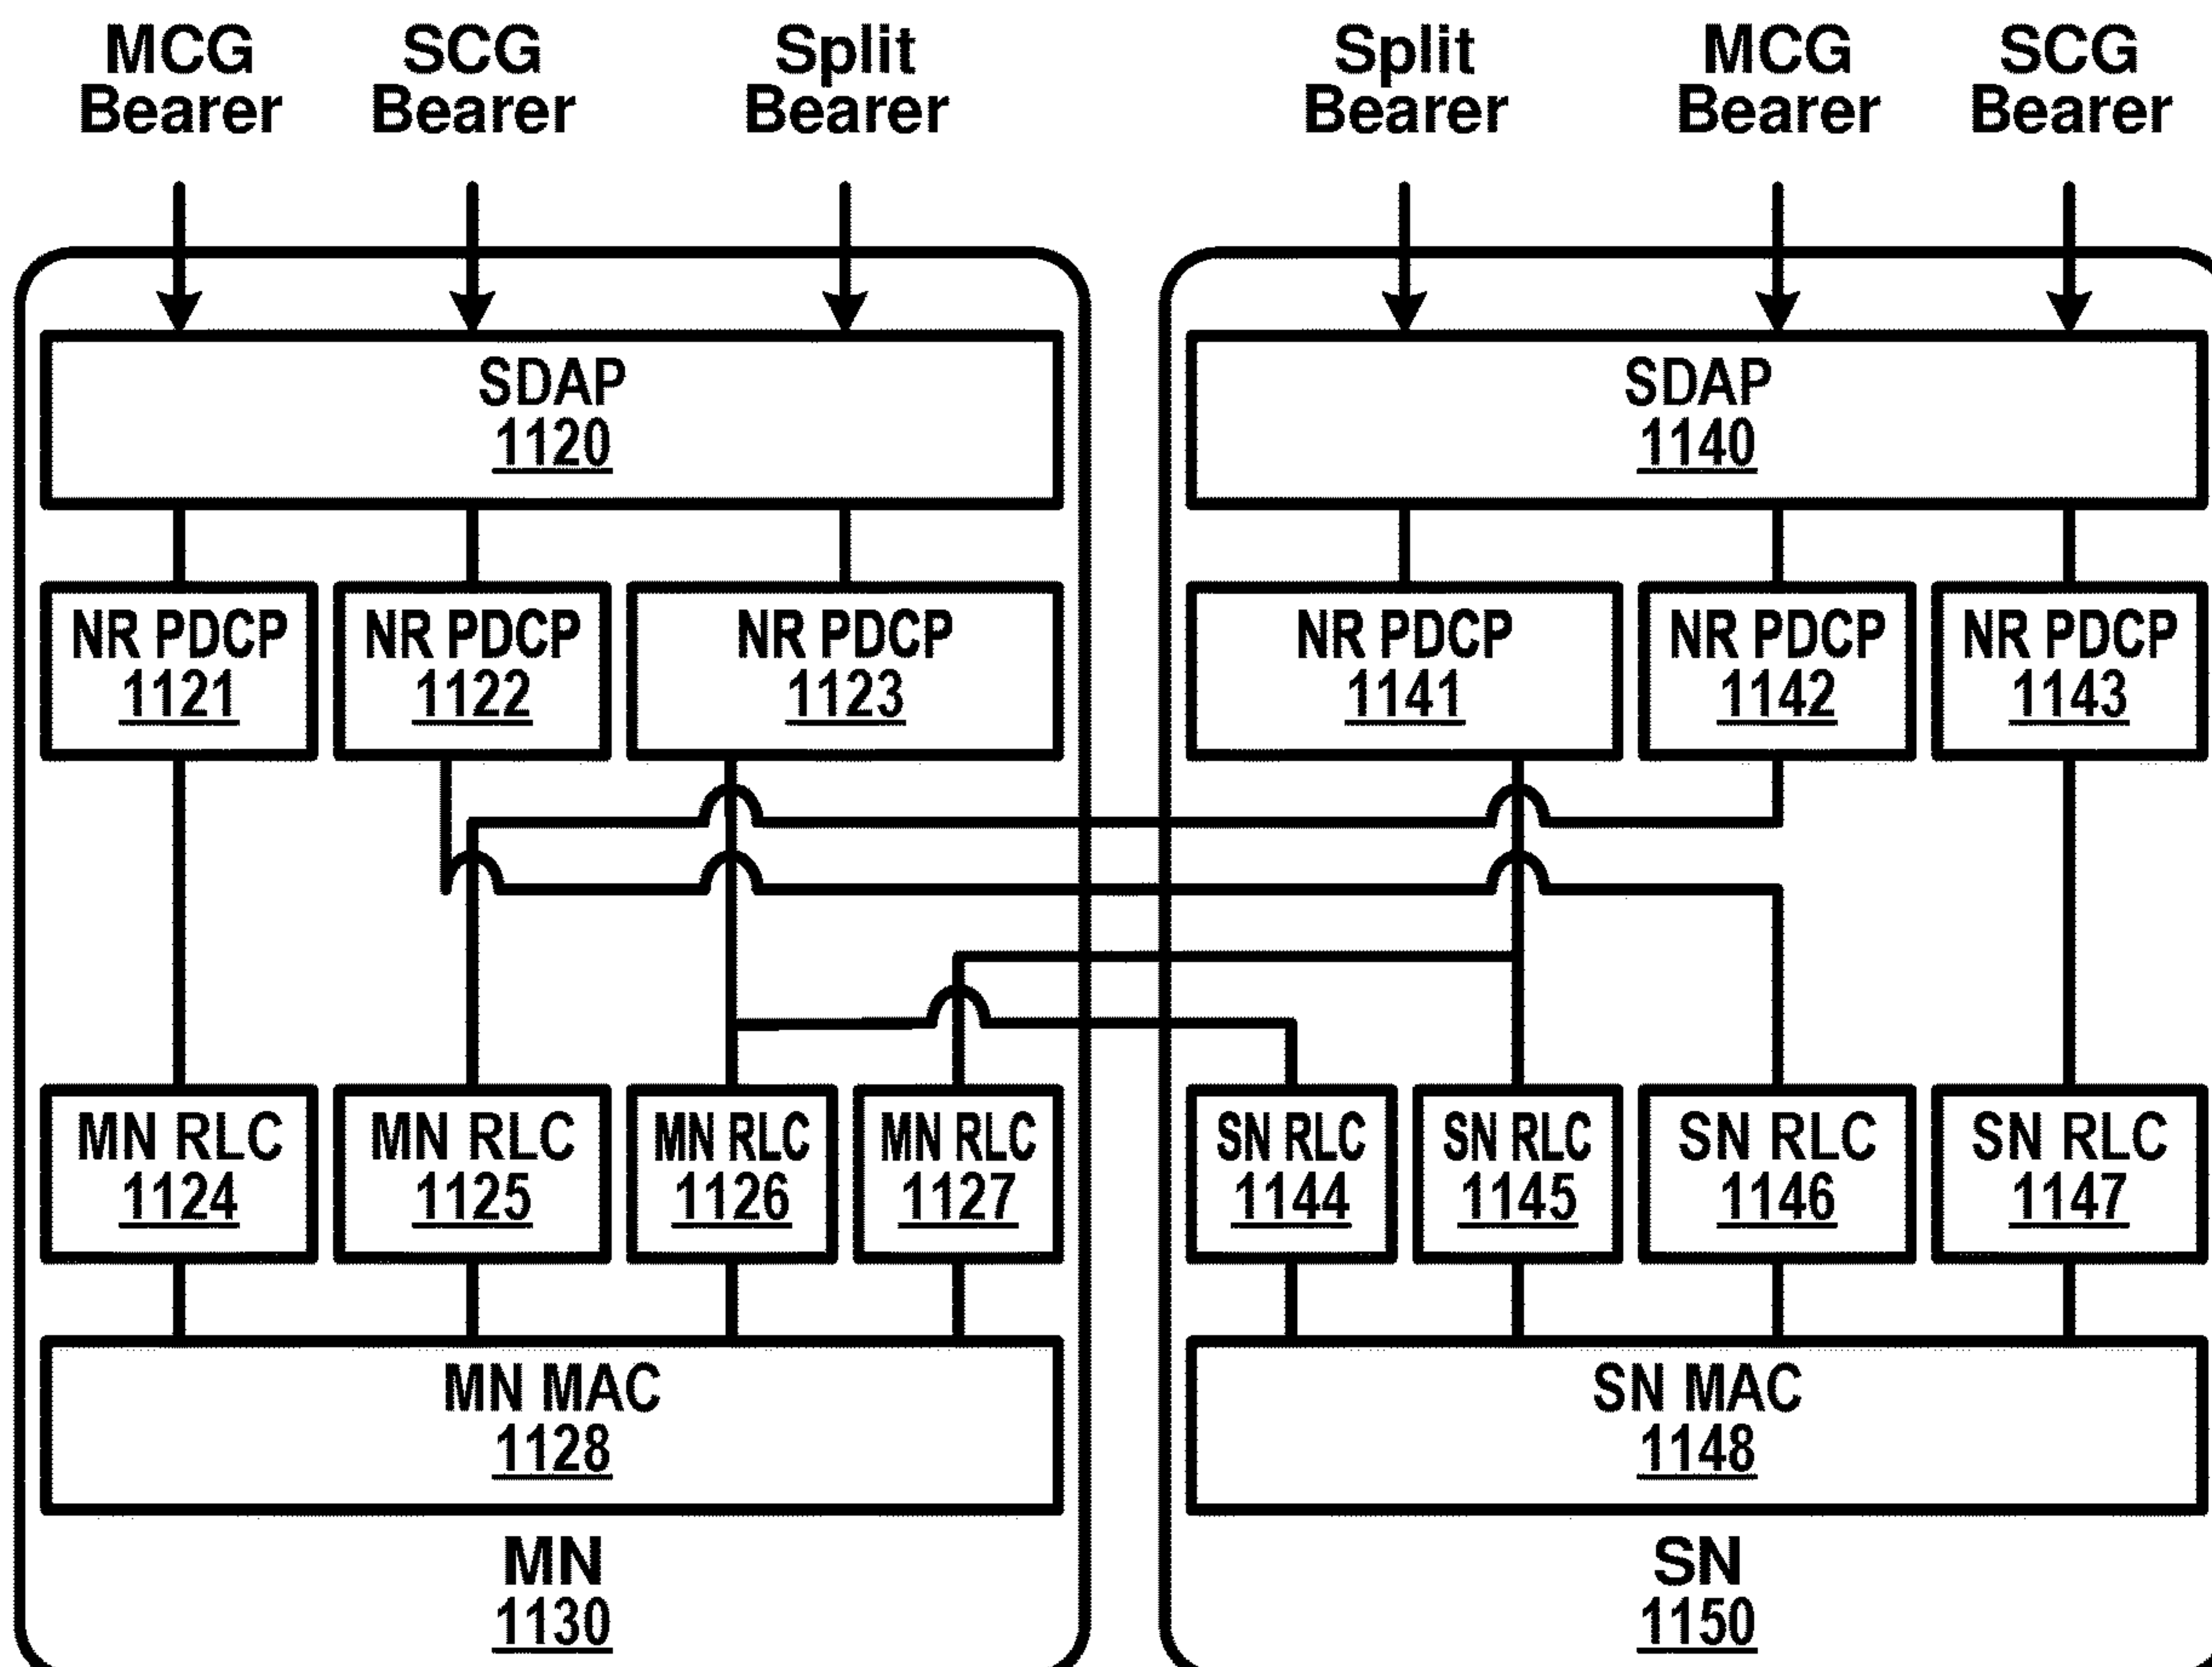 MCG
Bearer
SCG
Bearer
Split
Bearer
Split
Bearer
MCG
Bearer
SCG
Bearer
SDAP
1120
SDAP
1140
NR PDCP
1121
NR PDCP
1122
NR PDCP
1123
NR PDCP
1141
NR PDCP
1142
NR PDCP
1143
MN RLC
1124
MN RLC
1125
MN RLC
1126
MN RLC
1127
SN RLC
1144
SN RLC
1145
SN RLC
1146
SN RLC
1147
MN MAC
1128
SN MAC
1148
MN
1130
SN
1150